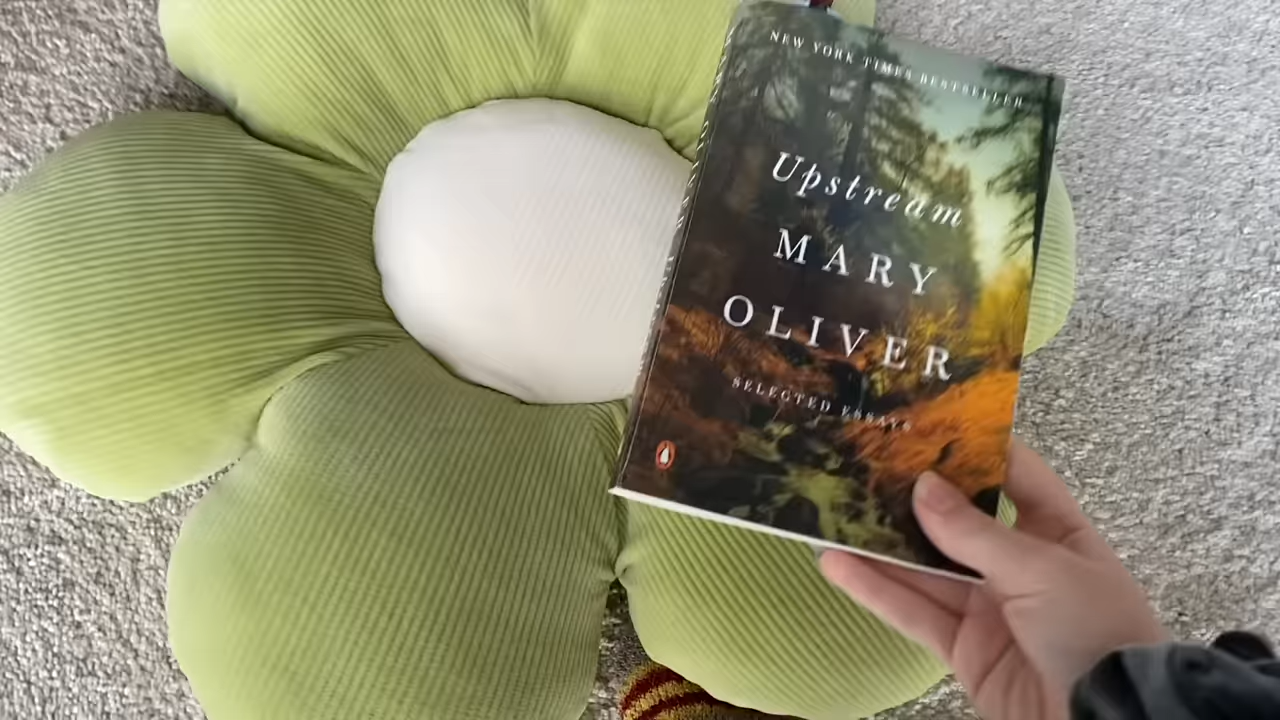 NEW YORK TIMES BESTSELLER
Upstream
MARY
OLIVER
SELECTED ESSAYS